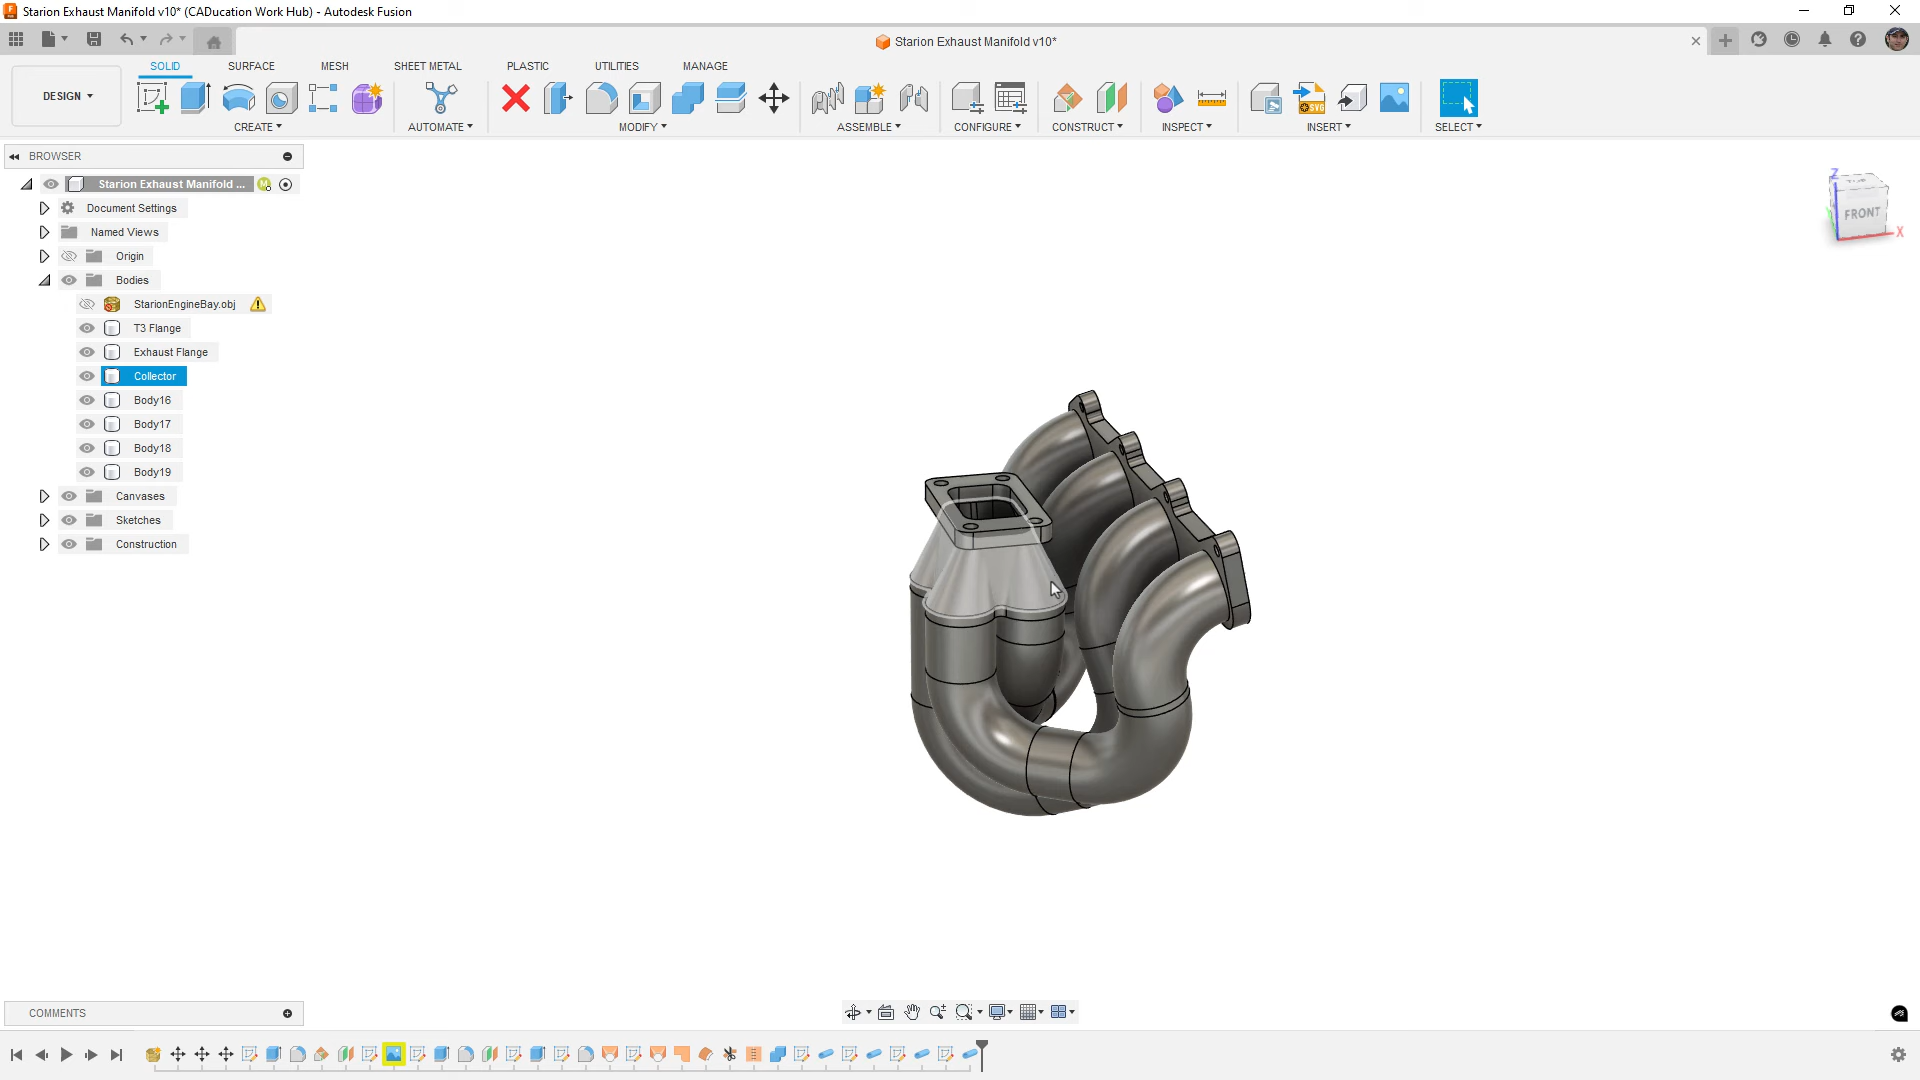 Starion Exhaust Manifold v10* (CADucation Work Hub) - Autodesk Fusion
Starion Exhaust Manifold v10*
SOLID SURFACE MESH SHEET METAL PLASTIC UTILITIES MANAGE
DESIGN
SVG
CREATE AUTOMATE MODIFY ASSEMBLE CONFIGURE CONSTRUCT INSPECT INSERT SELECT
BROWSER
Starion Exhaust Manifold ...
Document Settings
Named Views
Origin
Bodies
StarionEngineBay.obj
T3 Flange
Exhaust Flange
Collector
Body16
Body17
Body18
Body19
Canvases
Sketches
Construction
Z
TOP
FRONT
X
COMMENTS